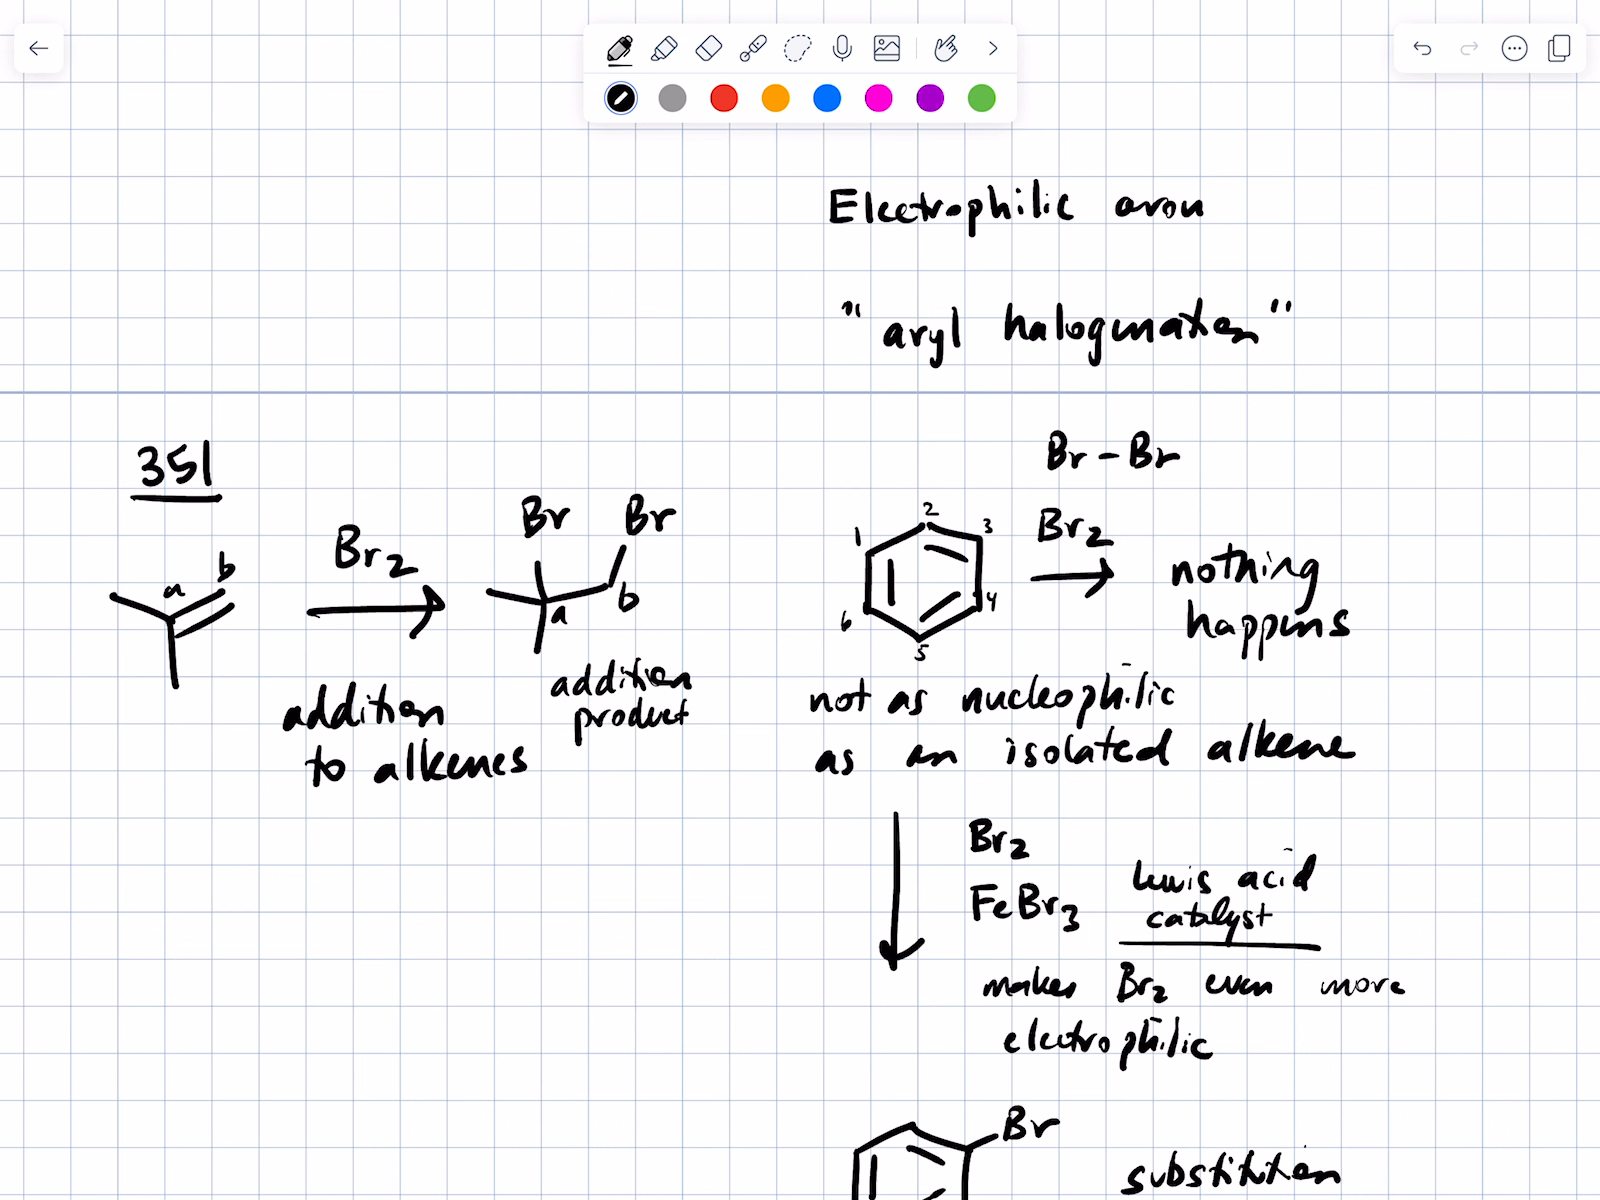 Electrophilic arom
"aryl halogenation"
351
a b
Br2
Br Br
a b
addition
to alkenes
addition
product
Br-Br
1 2 3 4 5 6
Br2
nothing
happens
not as nucleophilic
as an isolated alkene
Br2
FeBr3
Lewis acid
catalyst
makes Br2 even more
electrophilic
Br
substitution